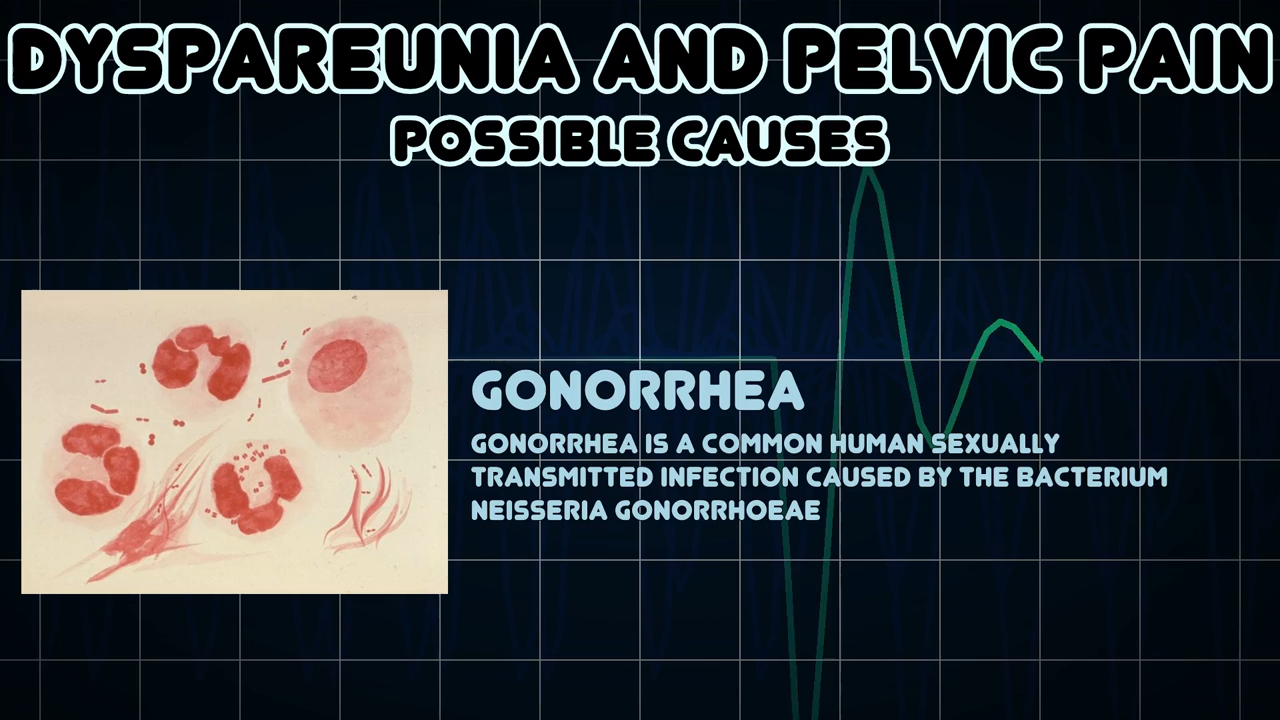 DYSPAREUNIA AND PELVIC PAIN
POSSIBLE CAUSES
GONORRHEA
GONORRHEA IS A COMMON HUMAN SEXUALLY
TRANSMITTED INFECTION CAUSED BY THE BACTERIUM
NEISSERIA GONORRHOEAE